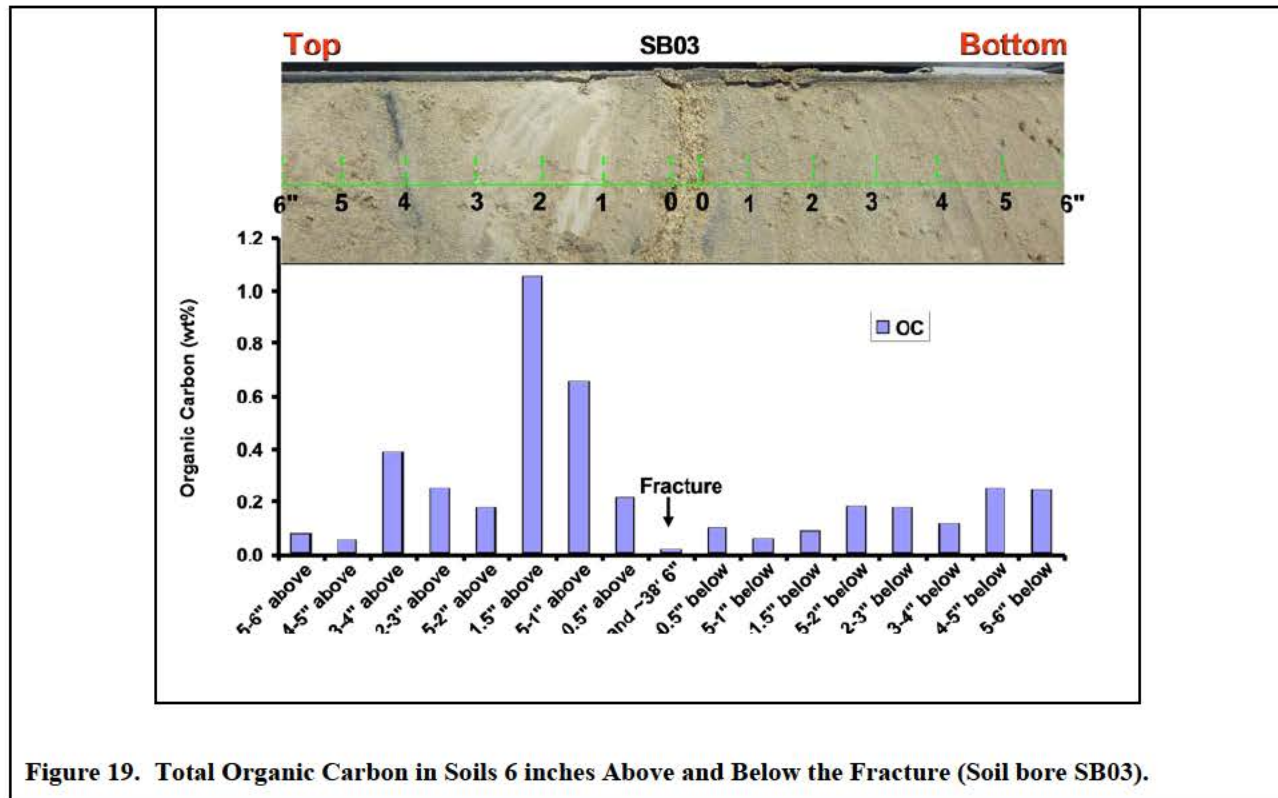 Top SB03 Bottom
6" 5 4 3 2 1 0 0 1 2 3 4 5 6"
1.2
1.0
0.8
0.6
0.4
0.2
0.0
Organic Carbon (wt%)
OC
Fracture
5-6" above
4-5" above
3-4" above
2-3" above
5-2" above
1.5" above
5-1" above
0.5" above
and ~38' 6"
0.5" below
5-1" below
-1.5" below
5-2" below
2-3" below
3-4" below
4-5" below
5-6" below
Figure 19. Total Organic Carbon in Soils 6 inches Above and Below the Fracture (Soil bore SB03).